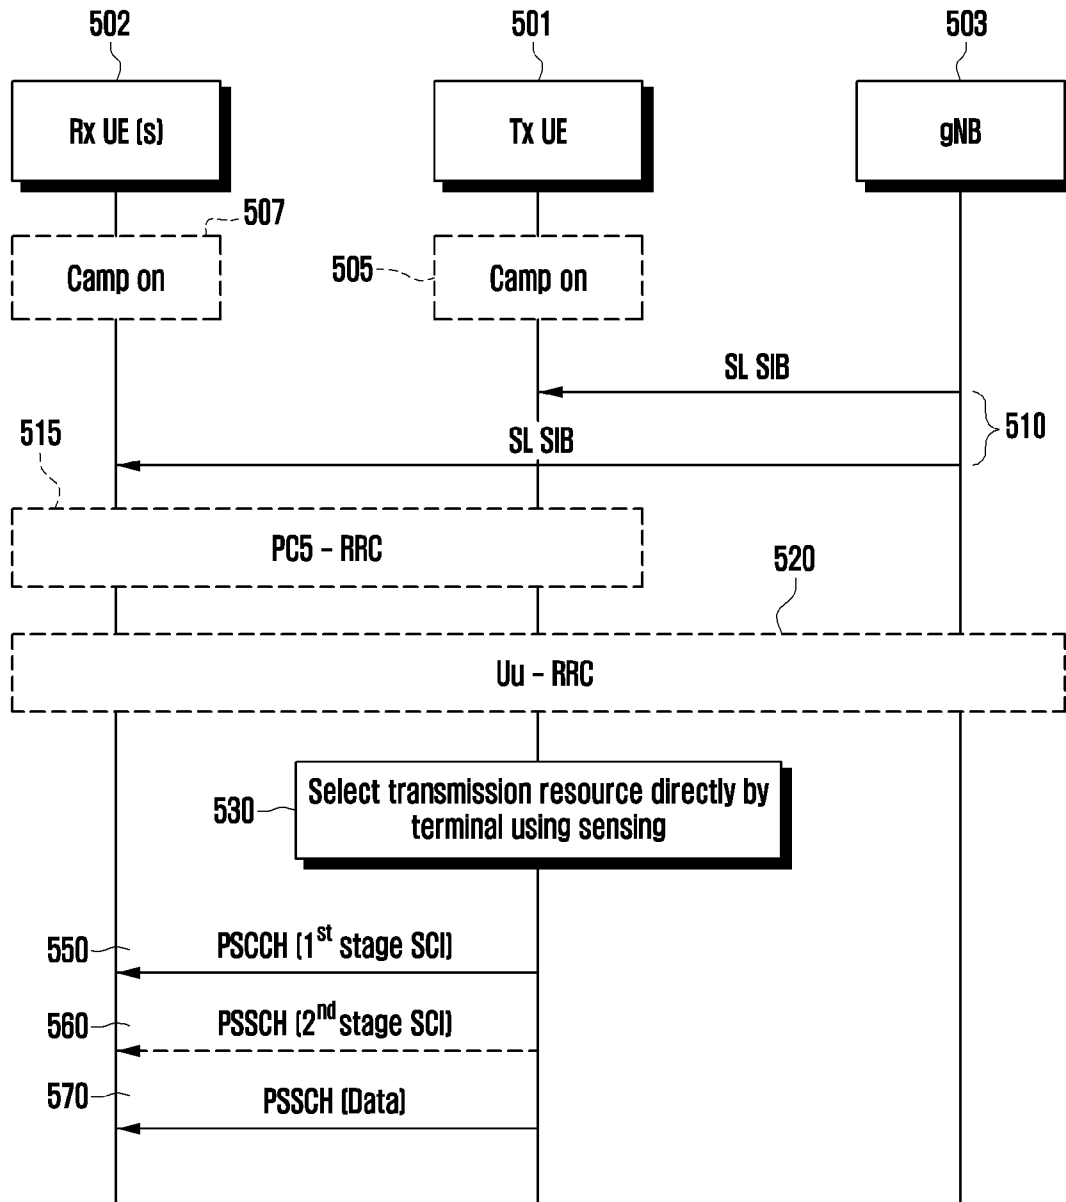 502
501
503
Rx UE (s)
Tx UE
gNB
507
505
Camp on
Camp on
SL SIB
510
SL SIB
515
PC5 - RRC
520
Uu - RRC
530
Select transmission resource directly by
terminal using sensing
550
PSCCH (1st stage SCI)
560
PSSCH (2nd stage SCI)
570
PSSCH (Data)